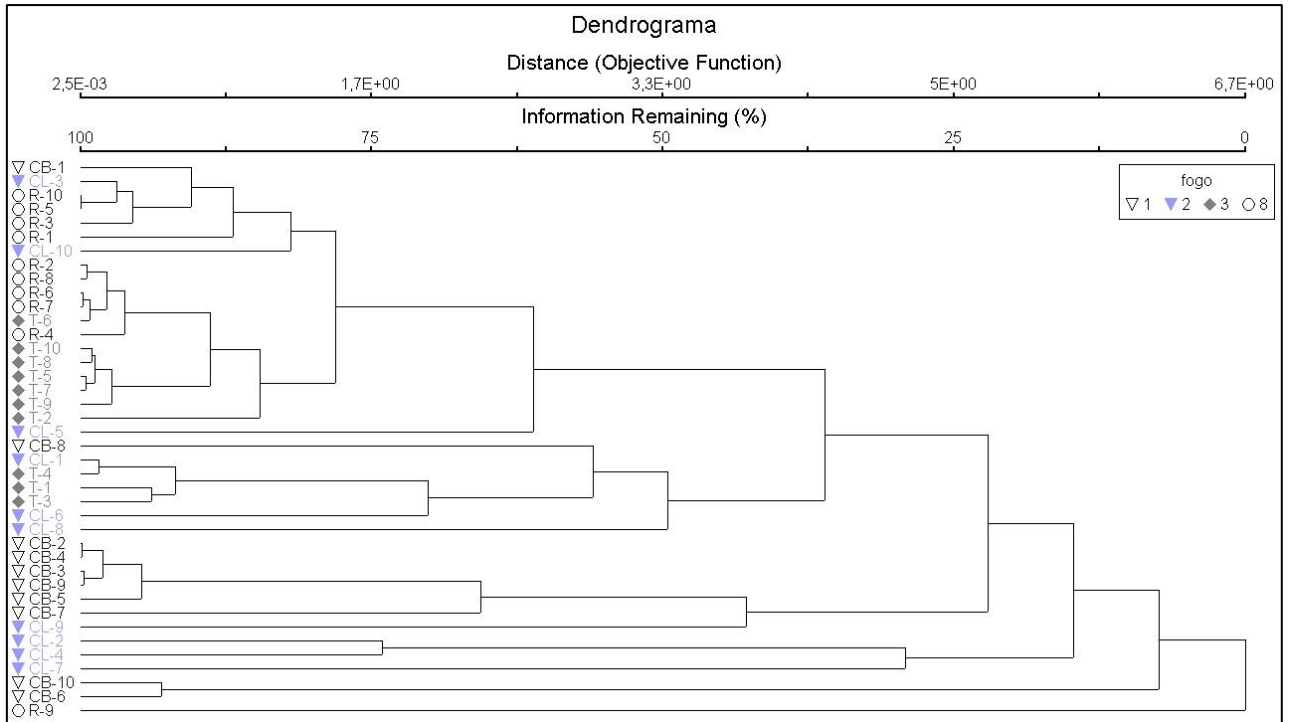 Dendrograma
Distance (Objective Function)
2,5E-03 1,7E+00 3,3E+00 5E+00 6,7E+00
Information Remaining (%)
100 75 50 25 0
fogo
1 2 3 8
CB-1
CL-3
R-10
R-5
R-3
R-1
CL-10
R-2
R-8
R-6
R-7
T-6
R-4
T-10
T-8
T-5
T-7
T-9
T-2
CL-5
CB-8
CL-1
T-4
T-1
T-3
CL-6
CL-8
CB-2
CB-4
CB-3
CB-9
CB-5
CB-7
CL-9
CL-2
CL-4
CL-7
CB-10
CB-6
R-9